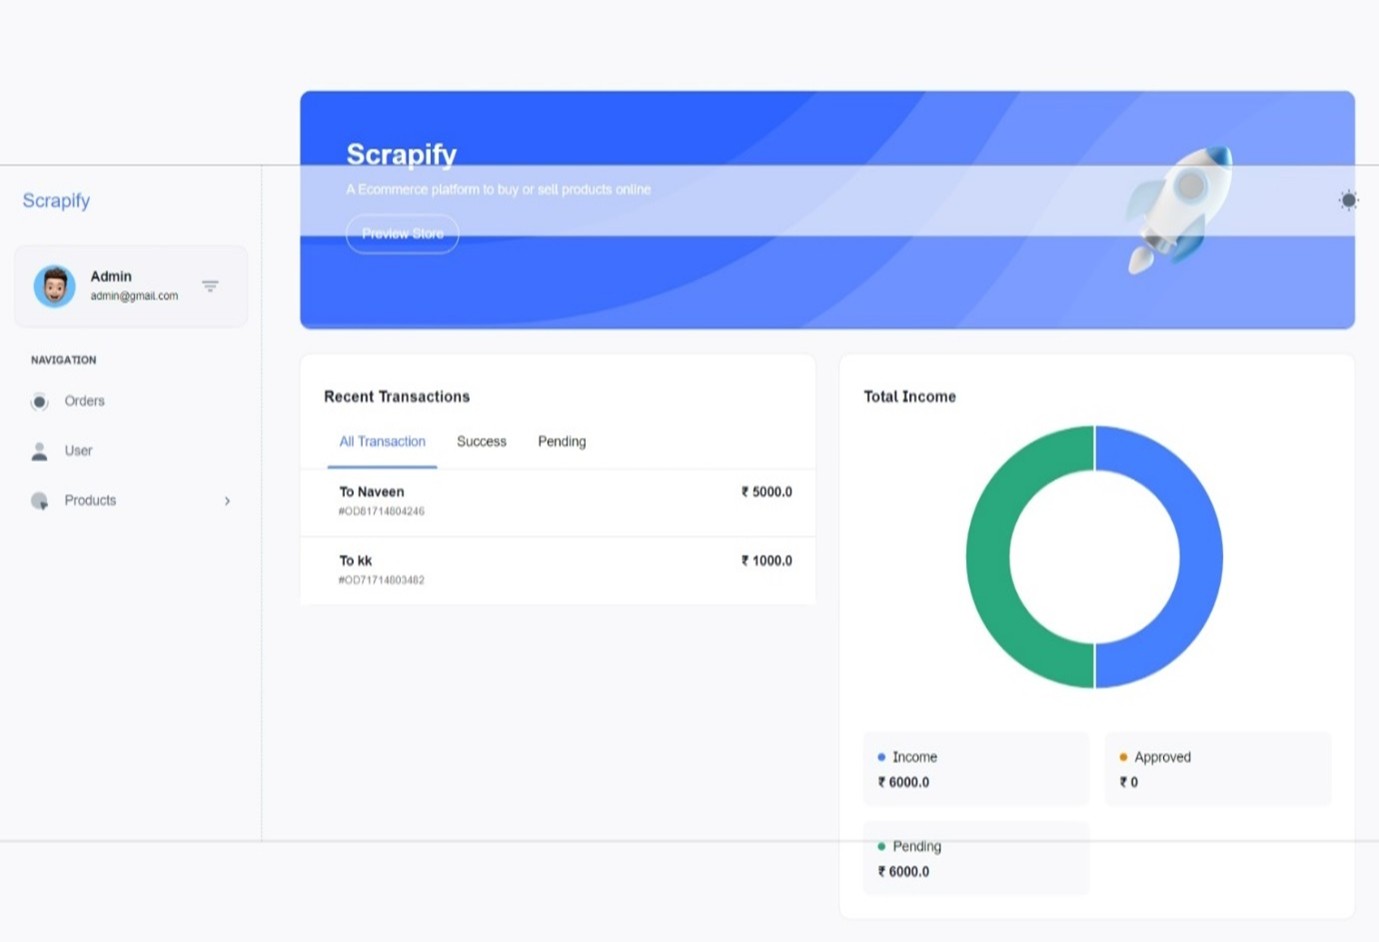 Scrapify
A Ecommerce platform to buy or sell products online
Preview Store
Scrapify
Admin
admin@gmail.com
NAVIGATION
Orders
User
Products
Recent Transactions
All Transaction Success Pending
To Naveen ₹ 5000.0
#OD81714804246
To kk ₹ 1000.0
#OD71714803482
Total Income
Income
₹ 6000.0
Approved
₹ 0
Pending
₹ 6000.0